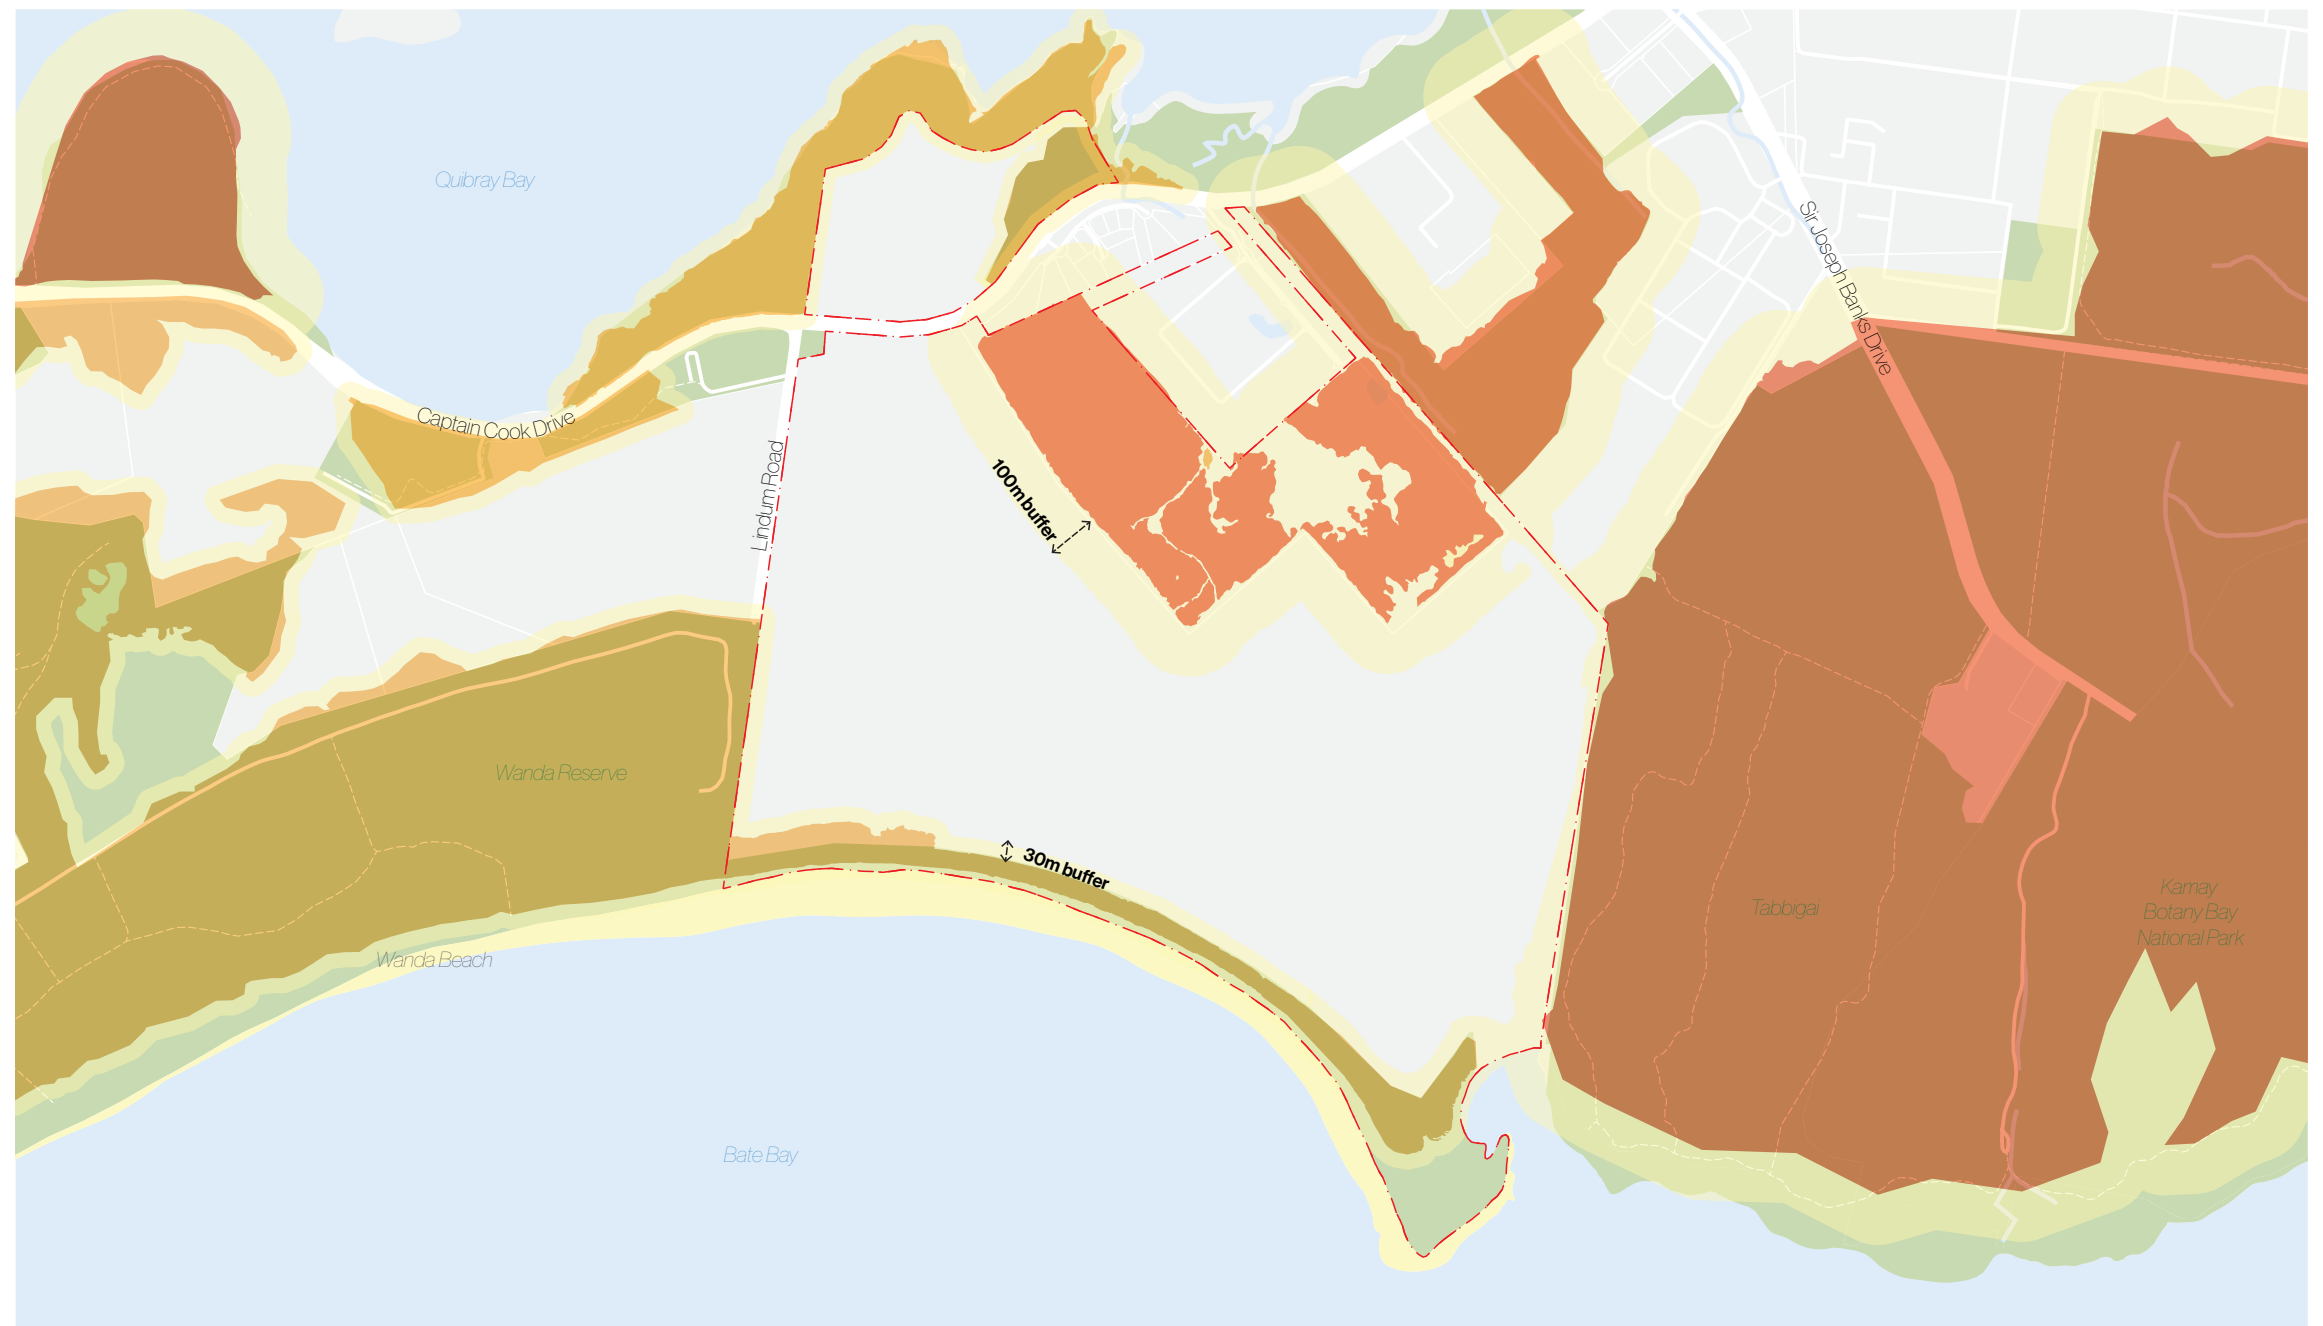 Quibray Bay
Sir Joseph Banks Drive
Captain Cook Drive
Lindum Road
100m buffer
Wanda Reserve
30m buffer
Kamay
Botany Bay
National Park
Tabbigai
Wanda Beach
Bate Bay